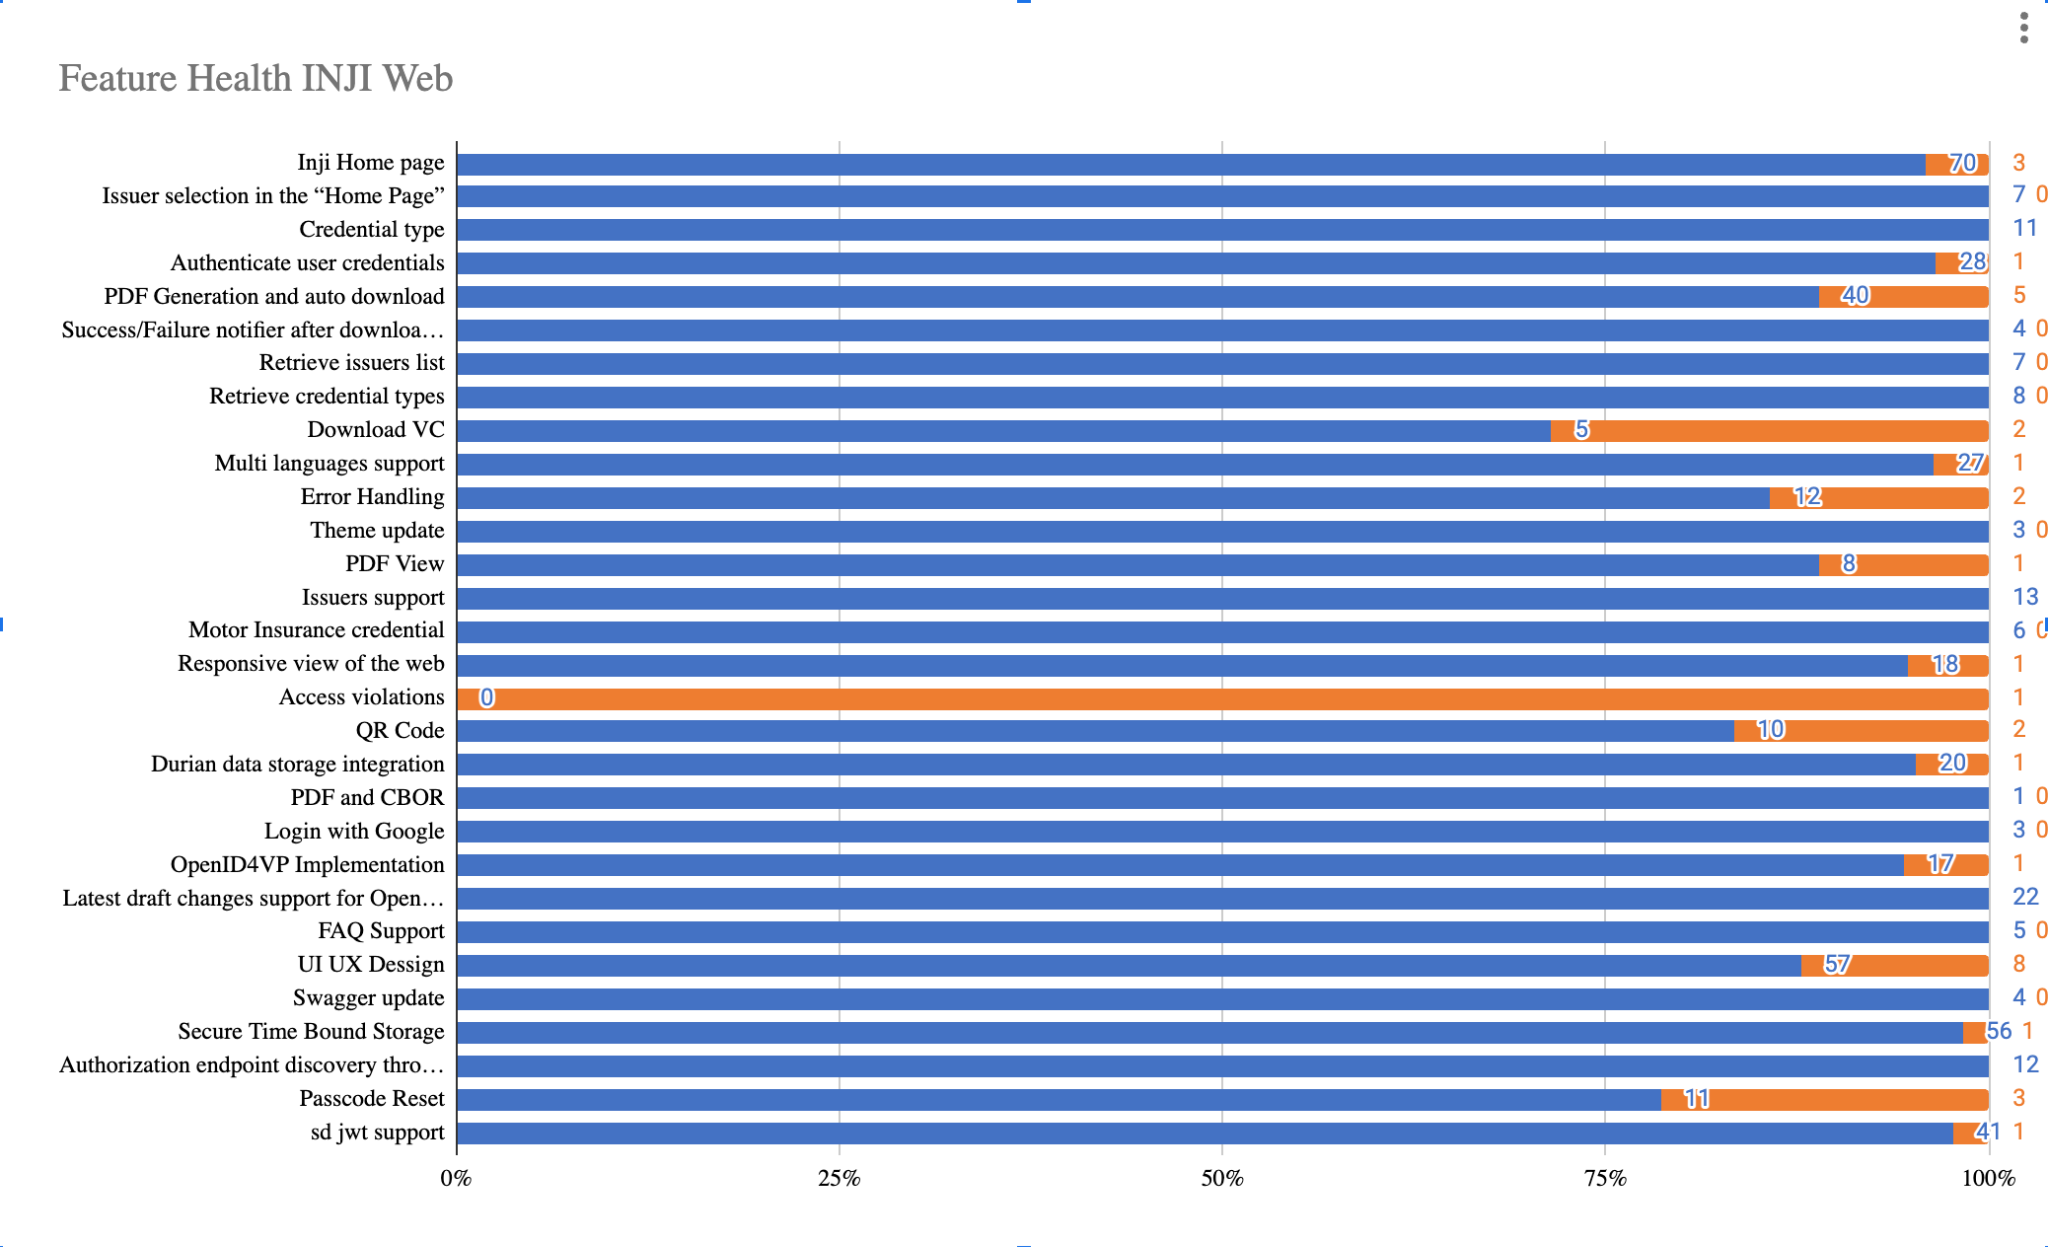 Feature Health INJI Web
Inji Home page 70 3
Issuer selection in the “Home Page” 7 0
Credential type 11
Authenticate user credentials 28 1
PDF Generation and auto download 40 5
Success/Failure notifier after downloa… 4 0
Retrieve issuers list 7 0
Retrieve credential types 8 0
Download VC 5 2
Multi languages support 27 1
Error Handling 12 2
Theme update 3 0
PDF View 8 1
Issuers support 13
Motor Insurance credential 6 0
Responsive view of the web 18 1
Access violations 0 1
QR Code 10 2
Durian data storage integration 20 1
PDF and CBOR 1 0
Login with Google 3 0
OpenID4VP Implementation 17 1
Latest draft changes support for Open… 22
FAQ Support 5 0
UI UX Dessign 57 8
Swagger update 4 0
Secure Time Bound Storage 56 1
Authorization endpoint discovery thro… 12
Passcode Reset 11 3
sd jwt support 41 1
0% 25% 50% 75% 100%